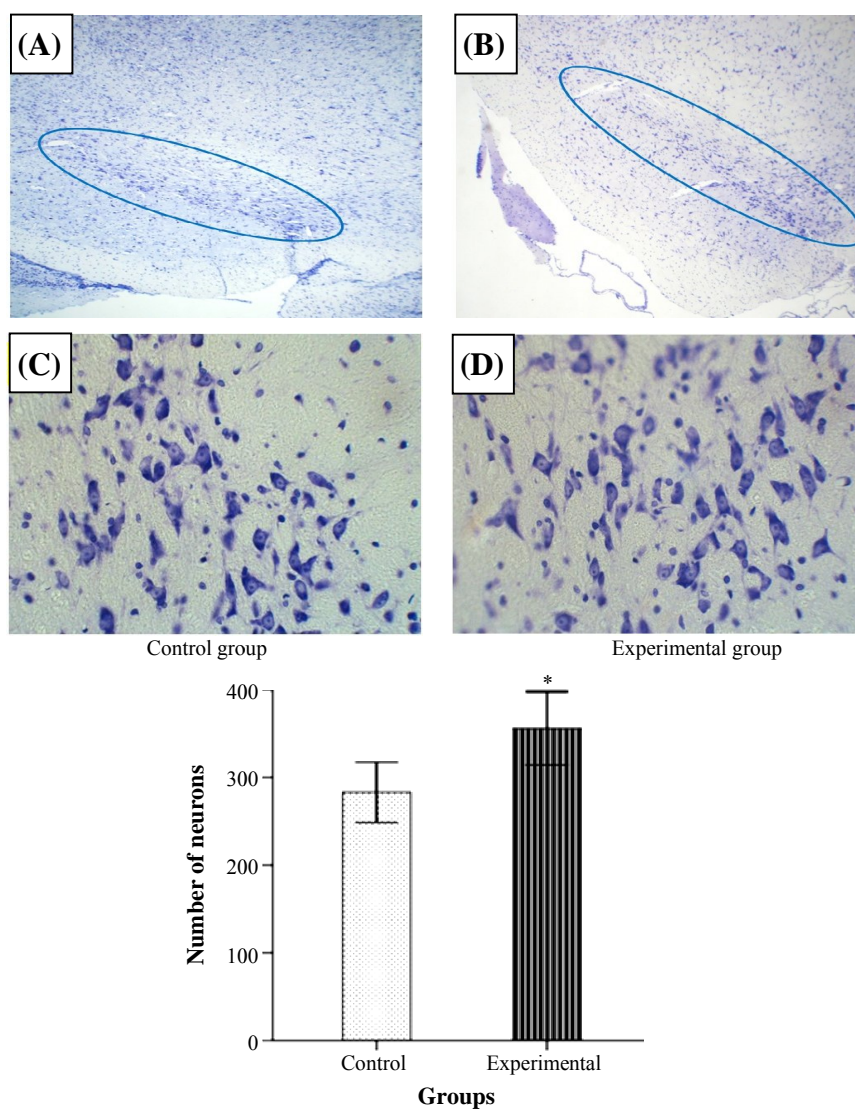 (A)
(B)
(C)
(D)
Control group
Experimental group
*
400
300
200
100
0
Number of neurons
Control
Experimental
Groups